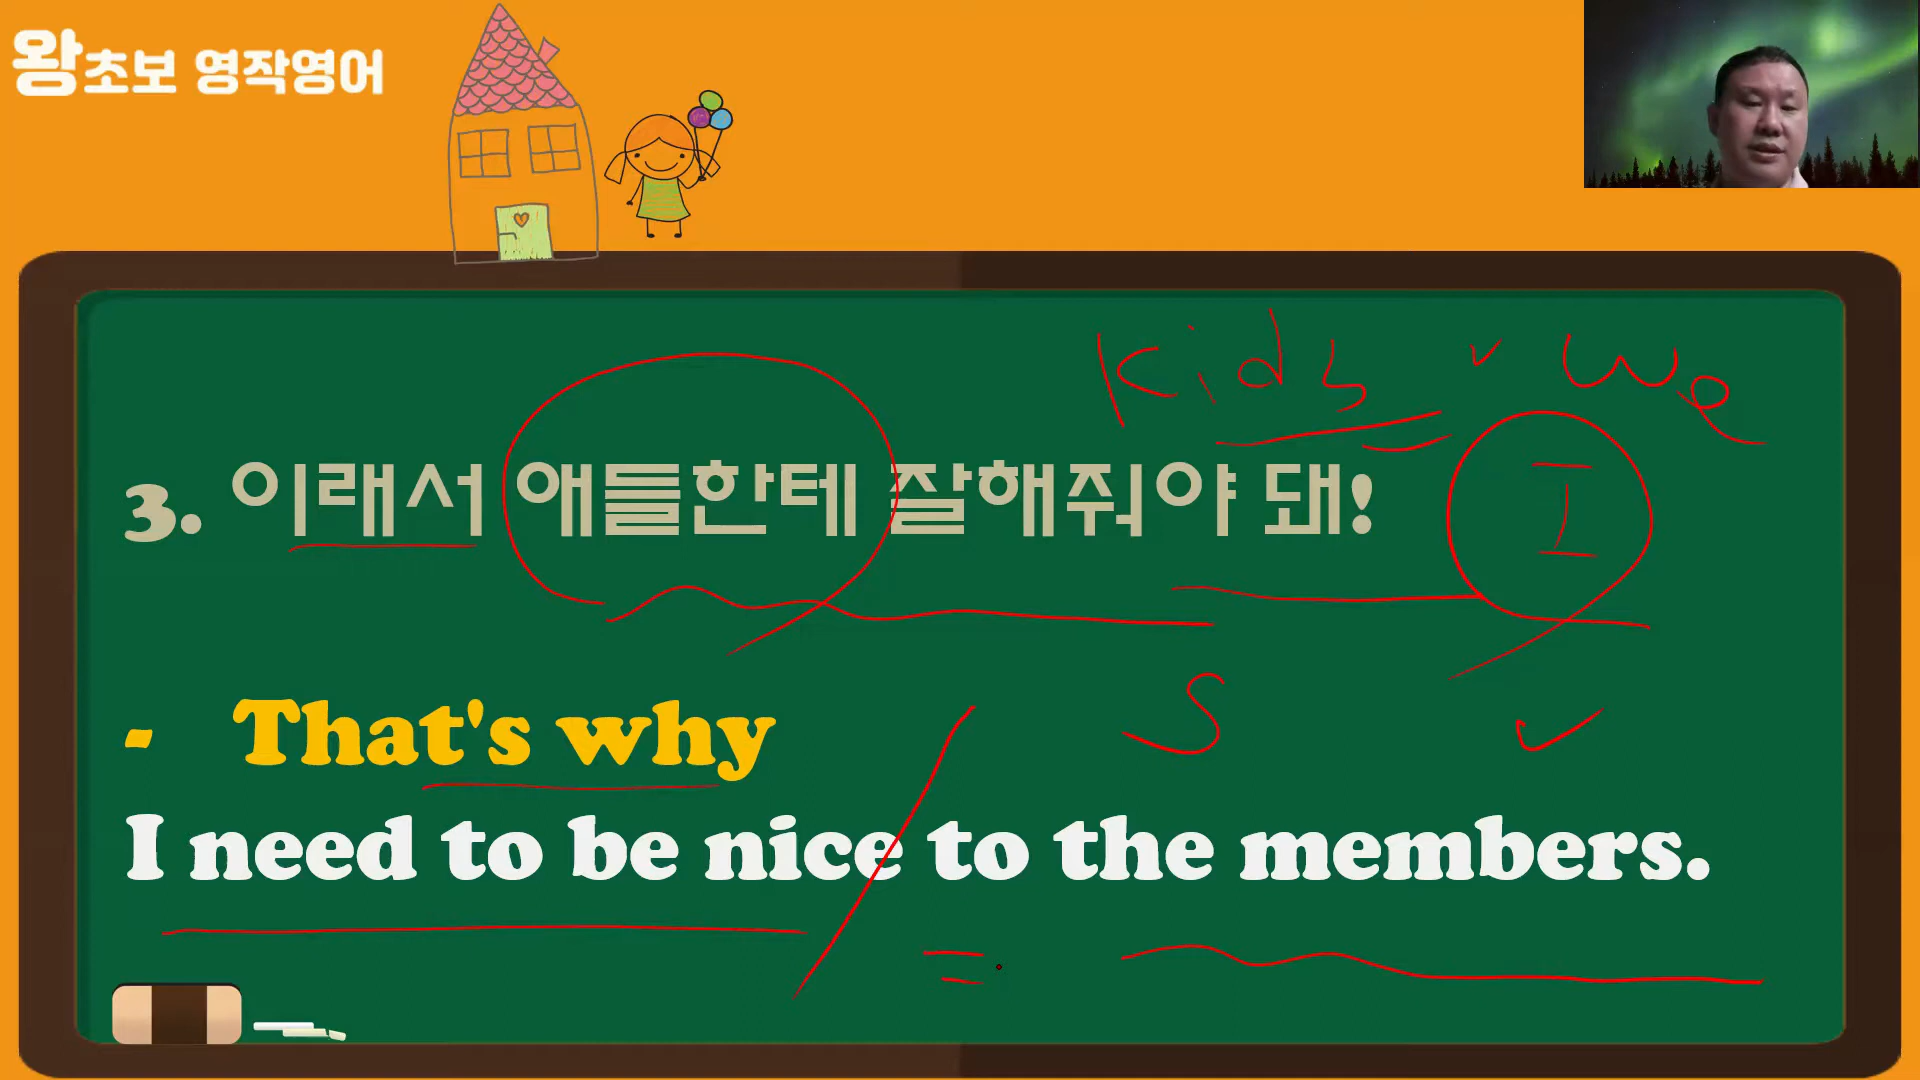 왕초보 영작영어
Kids we
3. 이래서 애들한테 잘해줘야 돼!
I
- That's why
S
I need to be nice to the members.